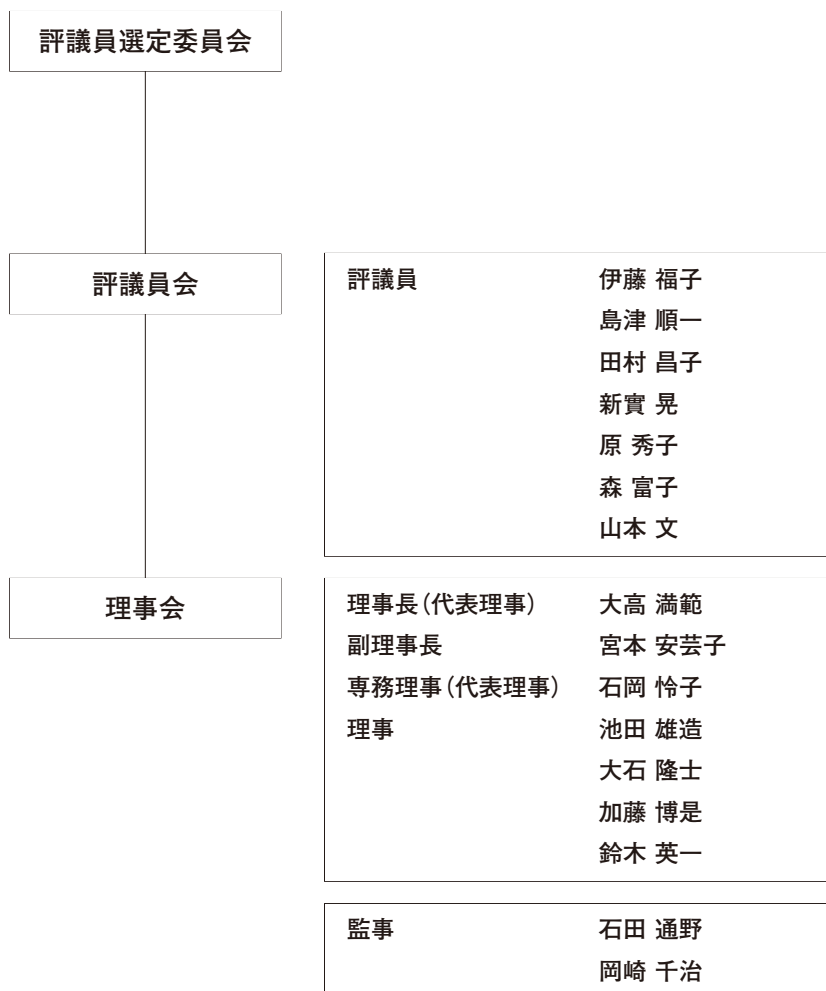 評議員選定委員会
評議員会
評議員 伊藤 福子
島津 順一
田村 昌子
新實 晃
原 秀子
森 富子
山本 文
理事会
理事長（代表理事） 大高 満範
副理事長 宮本 安芸子
専務理事（代表理事） 石岡 怜子
理事 池田 雄造
大石 隆士
加藤 博是
鈴木 英一
監事 石田 通野
岡崎 千治